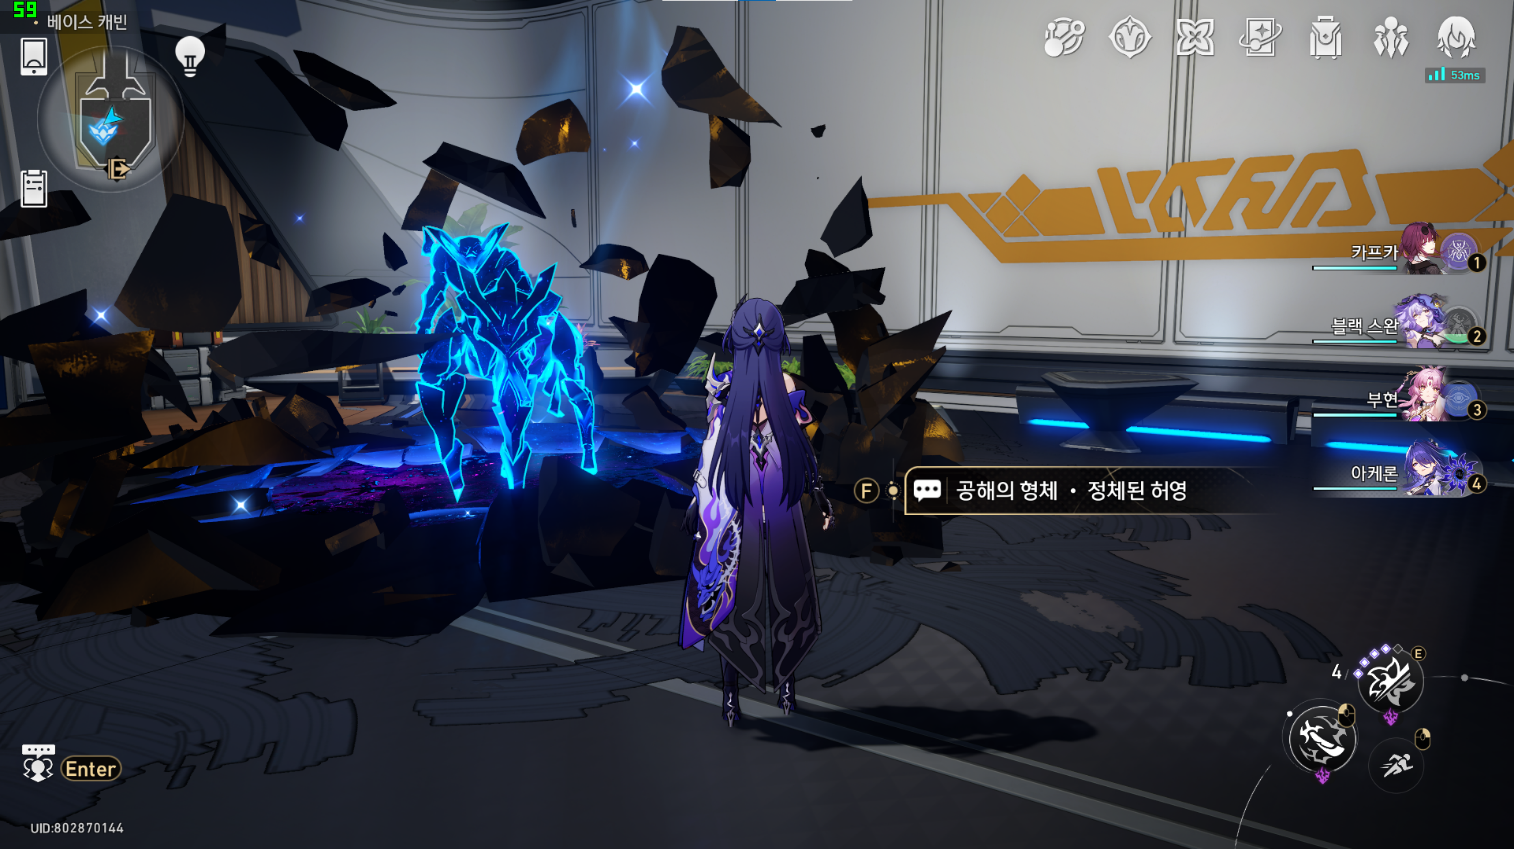 59
베이스 캐빈
53ms
카프카
1
블랙 스완
2
부현
3
아케론
4
F
공해의 형체 • 정체된 허영
E
4
Enter
UID:802870144